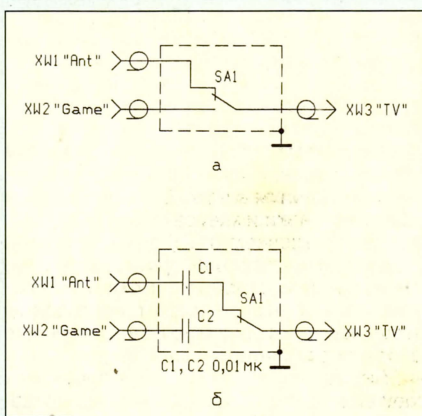 XW1 "Ant"
SA1
XW2 "Game"
XW3 "TV"
а
XW1 "Ant"
C1
SA1
XW2 "Game"
C2
XW3 "TV"
C1, C2 0,01 мк
б